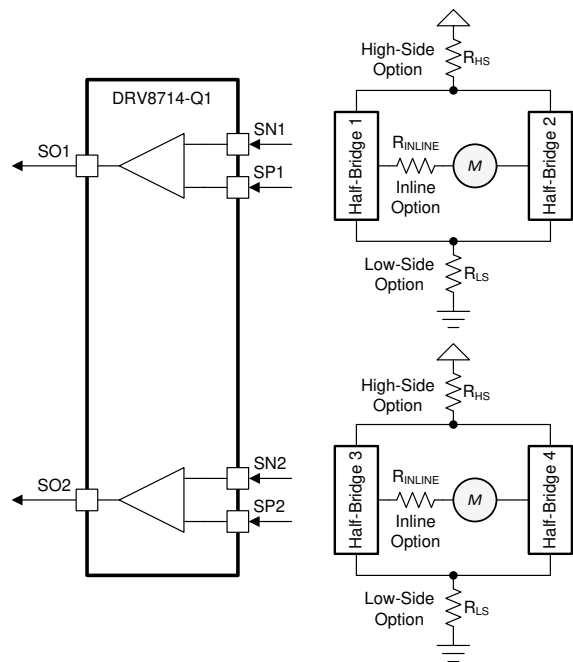 DRV8714-Q1
SO1
SN1
SP1
SO2
SN2
SP2
High-Side
Option
RHS
Half-Bridge 1
RINLINE
M
Inline
Option
Half-Bridge 2
Low-Side
Option
RLS
High-Side
Option
RHS
Half-Bridge 3
RINLINE
M
Inline
Option
Half-Bridge 4
Low-Side
Option
RLS